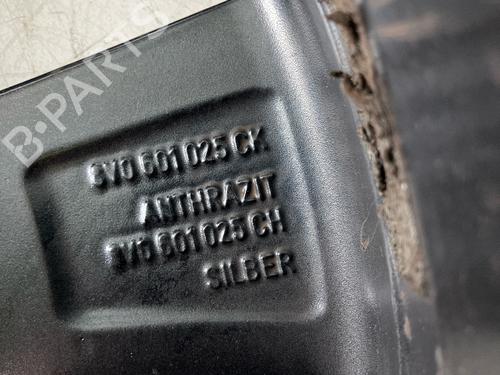 B-PARTS
6V0 601 025 CK
ANTHRAZIT
6V0 601 025 CH
SILBER